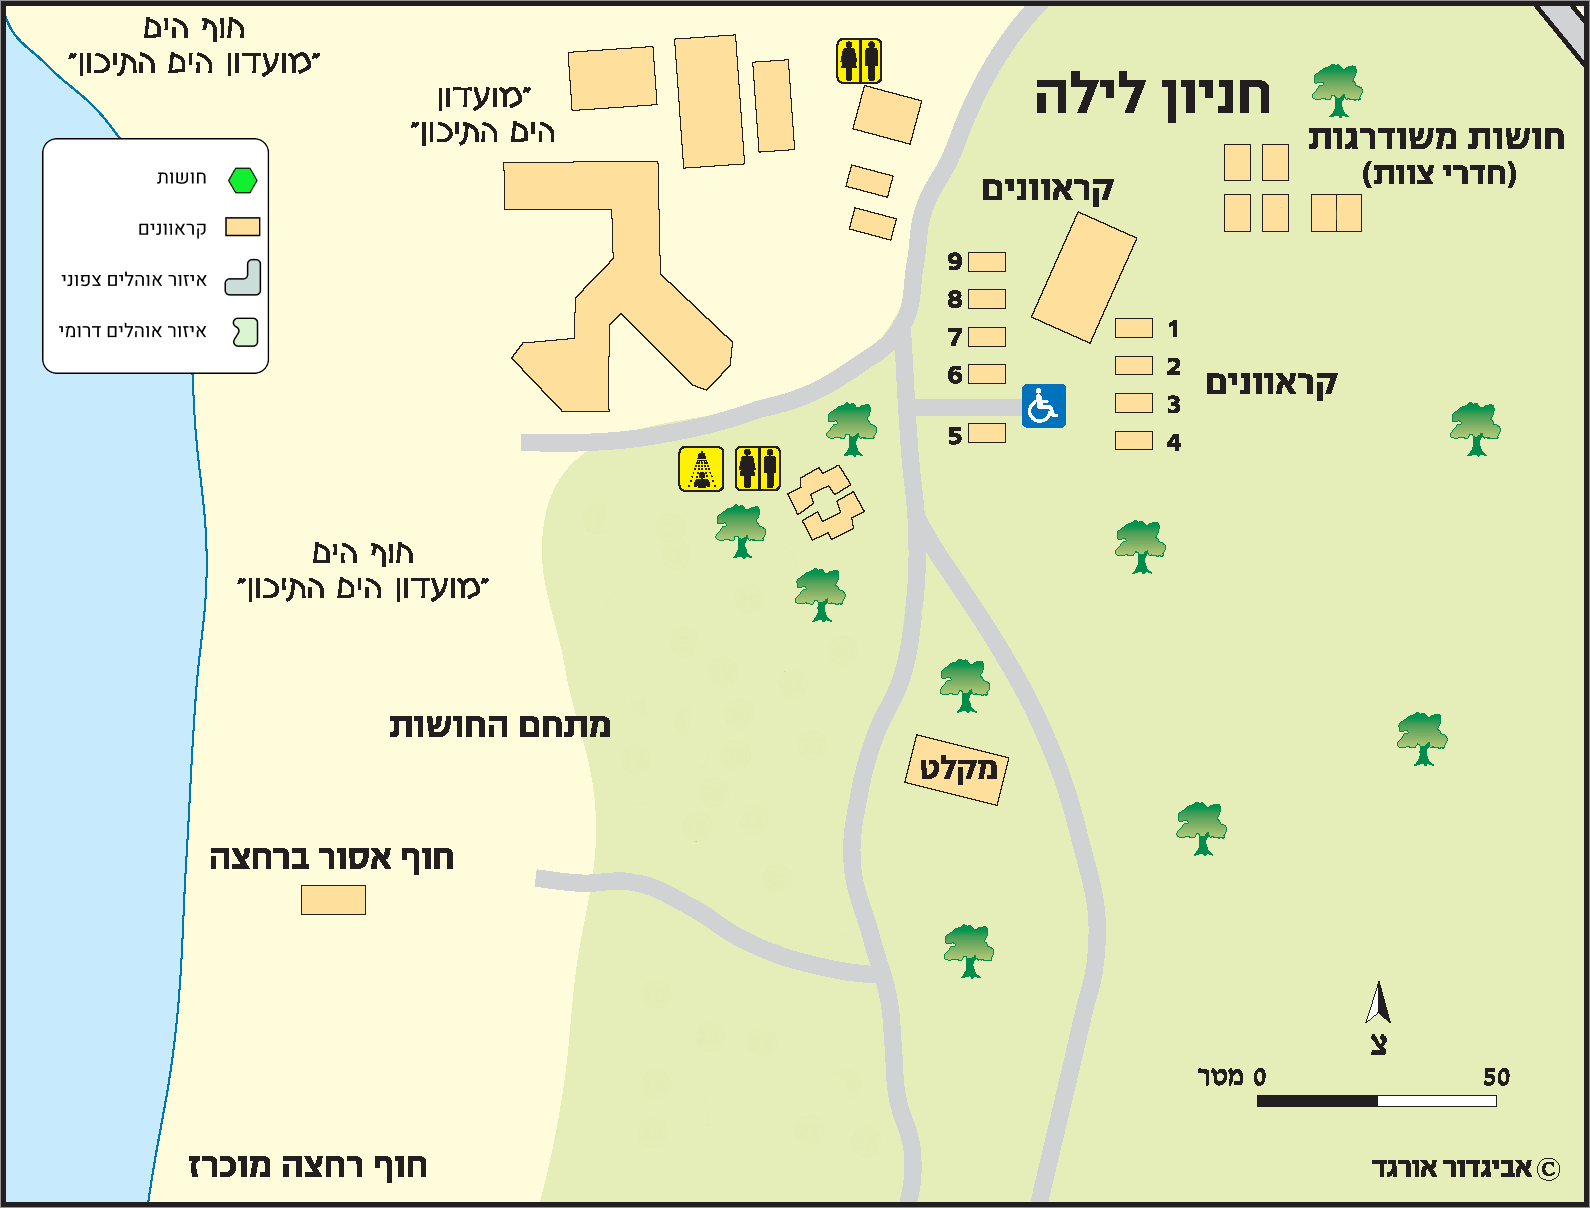 חוף הים
"מועדון הים התיכון"
"מועדון
הים התיכון"
חניון לילה
חושות משודרגות
(חדרי צוות)
קראוונים
חושות
קראוונים
איזור אוהלים צפוני
איזור אוהלים דרומי
9
8
7
6
5
1
2
3
4
קראוונים
חוף הים
"מועדון הים התיכון"
מתחם החושות
מקלט
חוף אסור ברחצה
צ
מטר 0 50
חוף רחצה מוכרז
© אביגדור אורגד